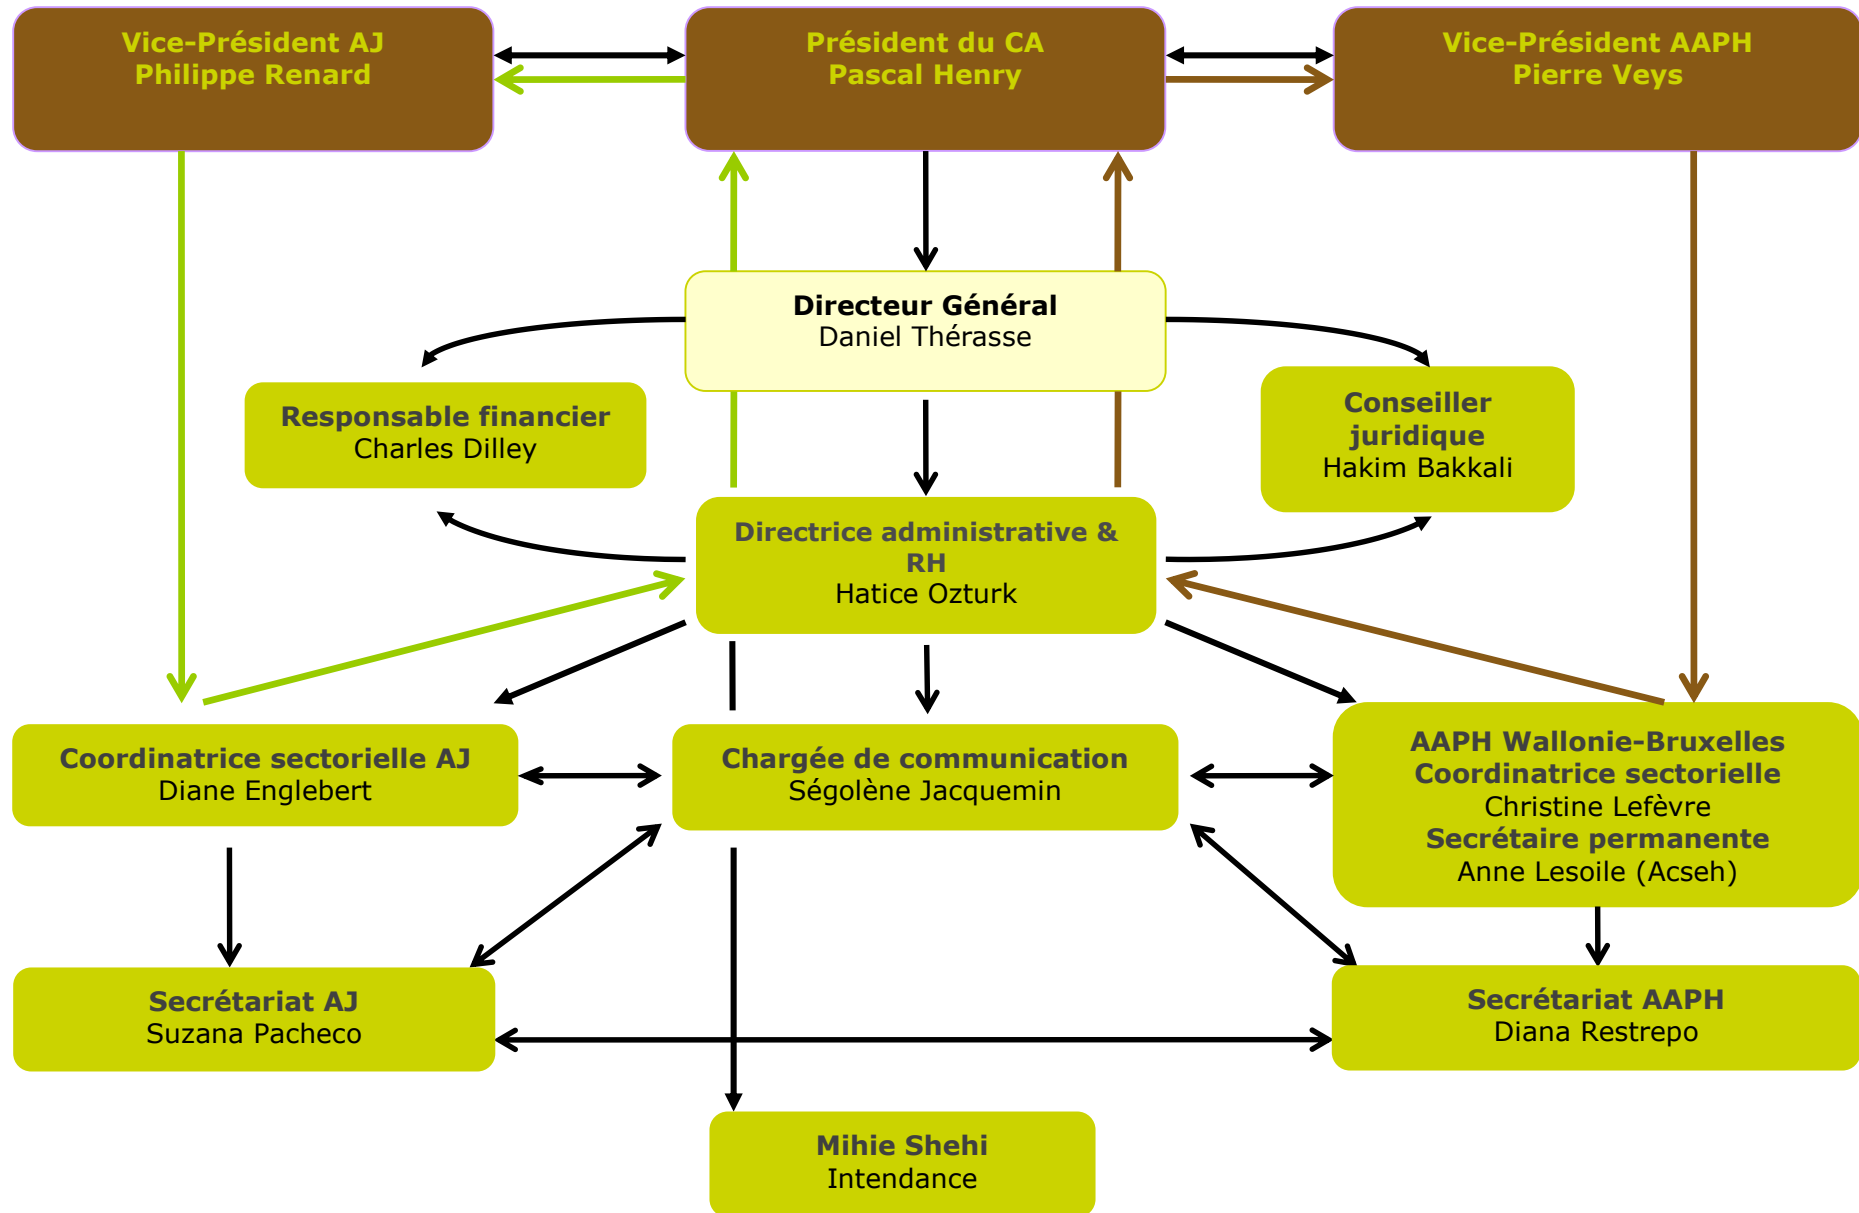 Vice-Président AJ
Philippe Renard
Président du CA
Pascal Henry
Vice-Président AAPH
Pierre Veys
Directeur Général
Daniel Thérasse
Responsable financier
Charles Dilley
Conseiller
juridique
Hakim Bakkali
Directrice administrative &
RH
Hatice Ozturk
Coordinatrice sectorielle AJ
Diane Englebert
Chargée de communication
Ségolène Jacquemin
AAPH Wallonie-Bruxelles
Coordinatrice sectorielle
Christine Lefèvre
Secrétaire permanente
Anne Lesoile (Acseh)
Secrétariat AJ
Suzana Pacheco
Secrétariat AAPH
Diana Restrepo
Mihie Shehi
Intendance